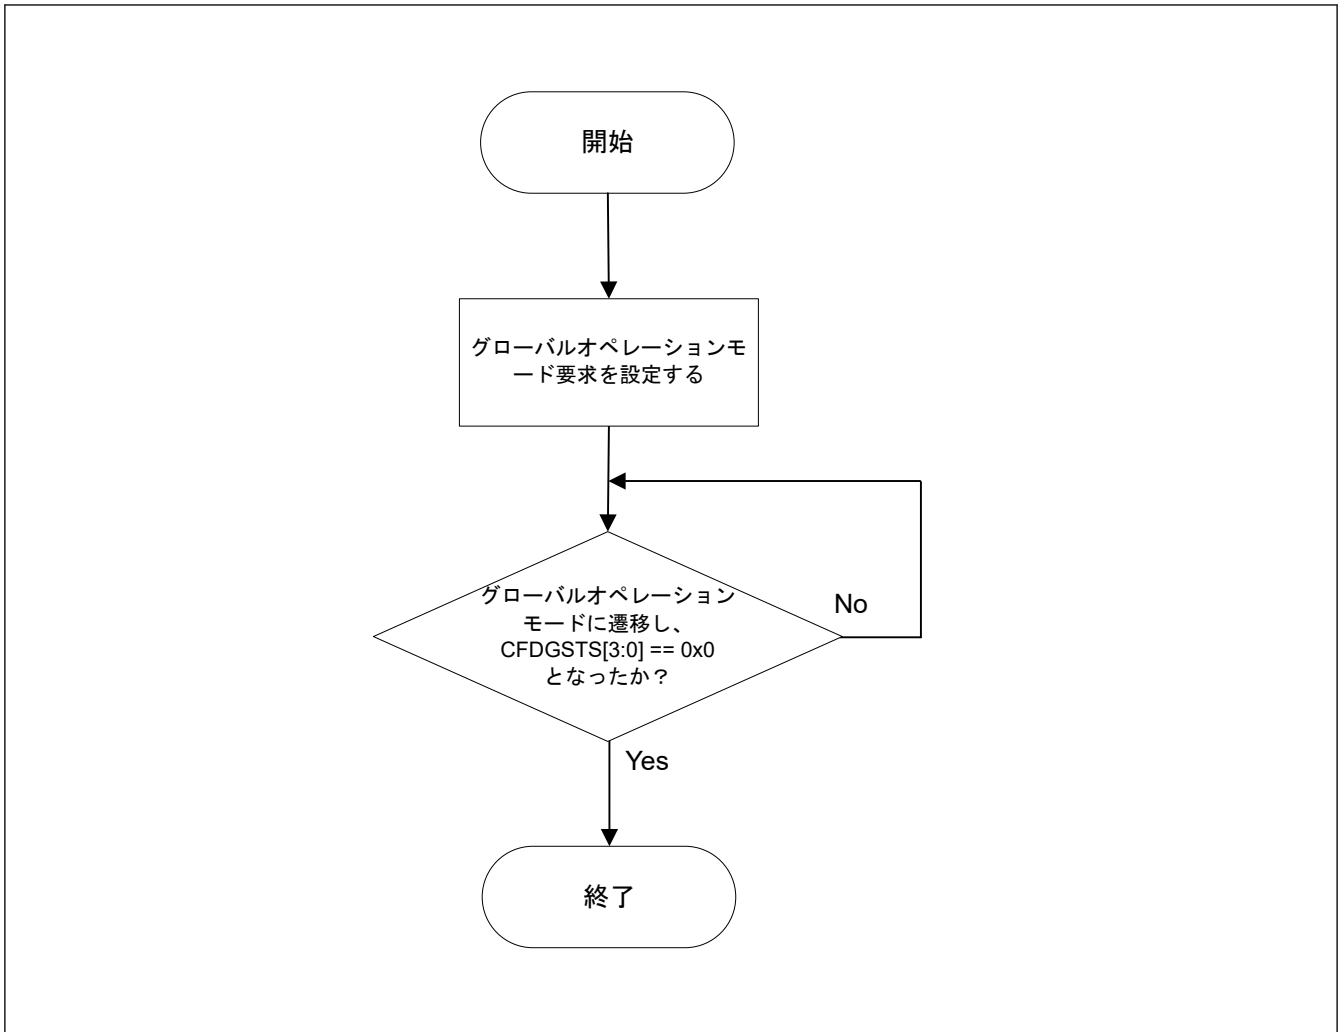 開始
グローバルオペレーションモ
ード要求を設定する
グローバルオペレーション
モードに遷移し、
CFDGSTS[3:0] == 0x0
となったか？
No
Yes
終了